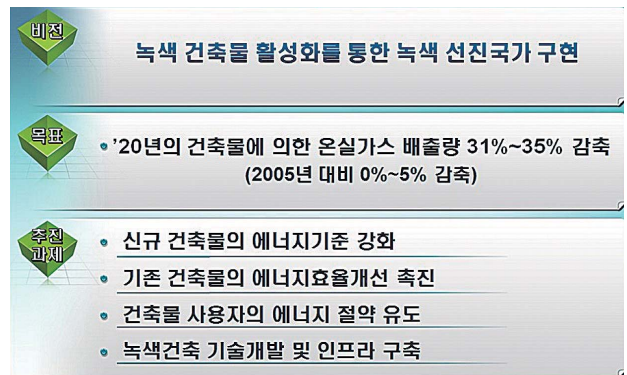 비전
녹색 건축물 활성화를 통한 녹색 선진국가 구현
목표
'20년의 건축물에 의한 온실가스 배출량 31%~35% 감축
(2005년 대비 0%~5% 감축)
추진
과제
신규 건축물의 에너지기준 강화
기존 건축물의 에너지효율개선 촉진
건축물 사용자의 에너지 절약 유도
녹색건축 기술개발 및 인프라 구축